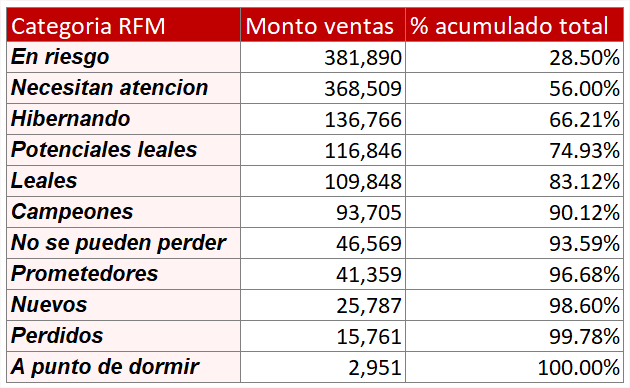 Categoria RFM Monto ventas % acumulado total
En riesgo 381,890 28.50%
Necesitan atencion 368,509 56.00%
Hibernando 136,766 66.21%
Potenciales leales 116,846 74.93%
Leales 109,848 83.12%
Campeones 93,705 90.12%
No se pueden perder 46,569 93.59%
Prometedores 41,359 96.68%
Nuevos 25,787 98.60%
Perdidos 15,761 99.78%
A punto de dormir 2,951 100.00%